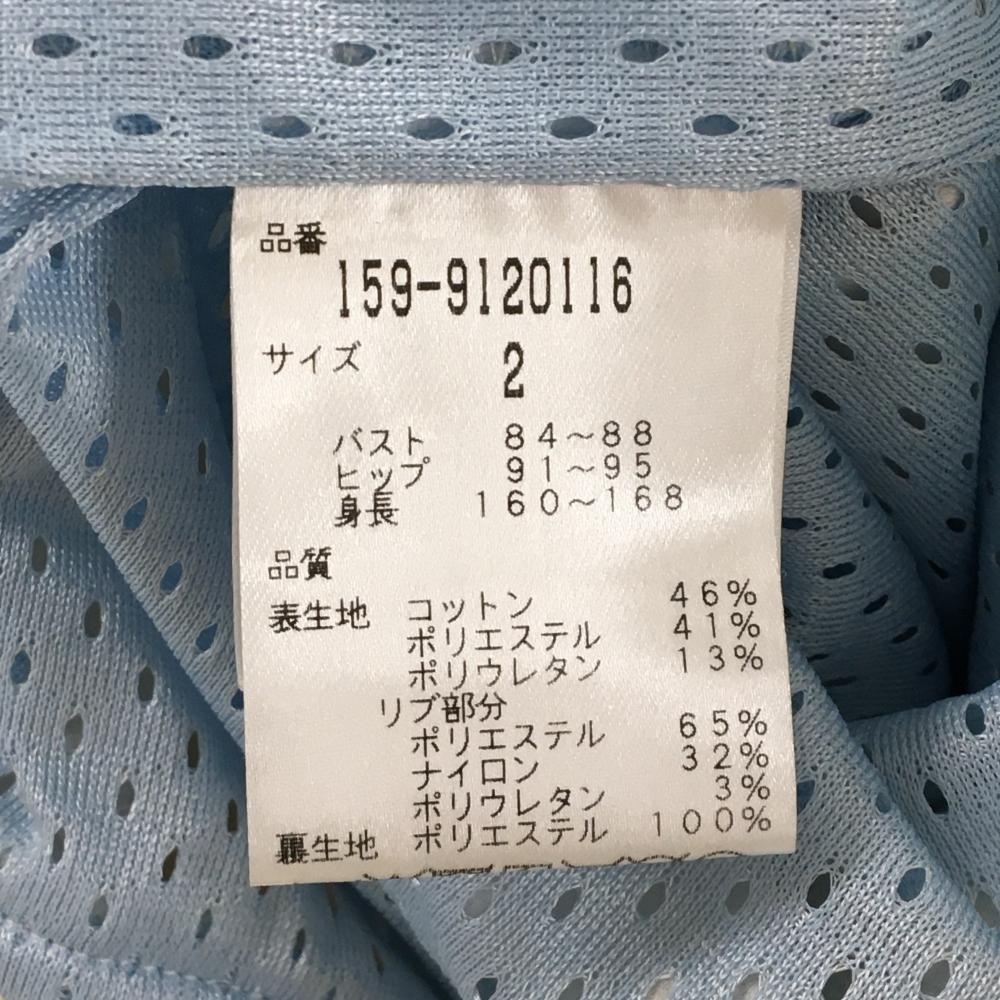 品番
159-9120116
サイズ 2
バスト 84～88
ヒップ 91～95
身長 160～168
品質
表生地 コットン 46%
ポリエステル 41%
ポリウレタン 13%
リブ部分
ポリエステル 65%
ナイロン 32%
ポリウレタン 3%
裏生地 ポリエステル 100%